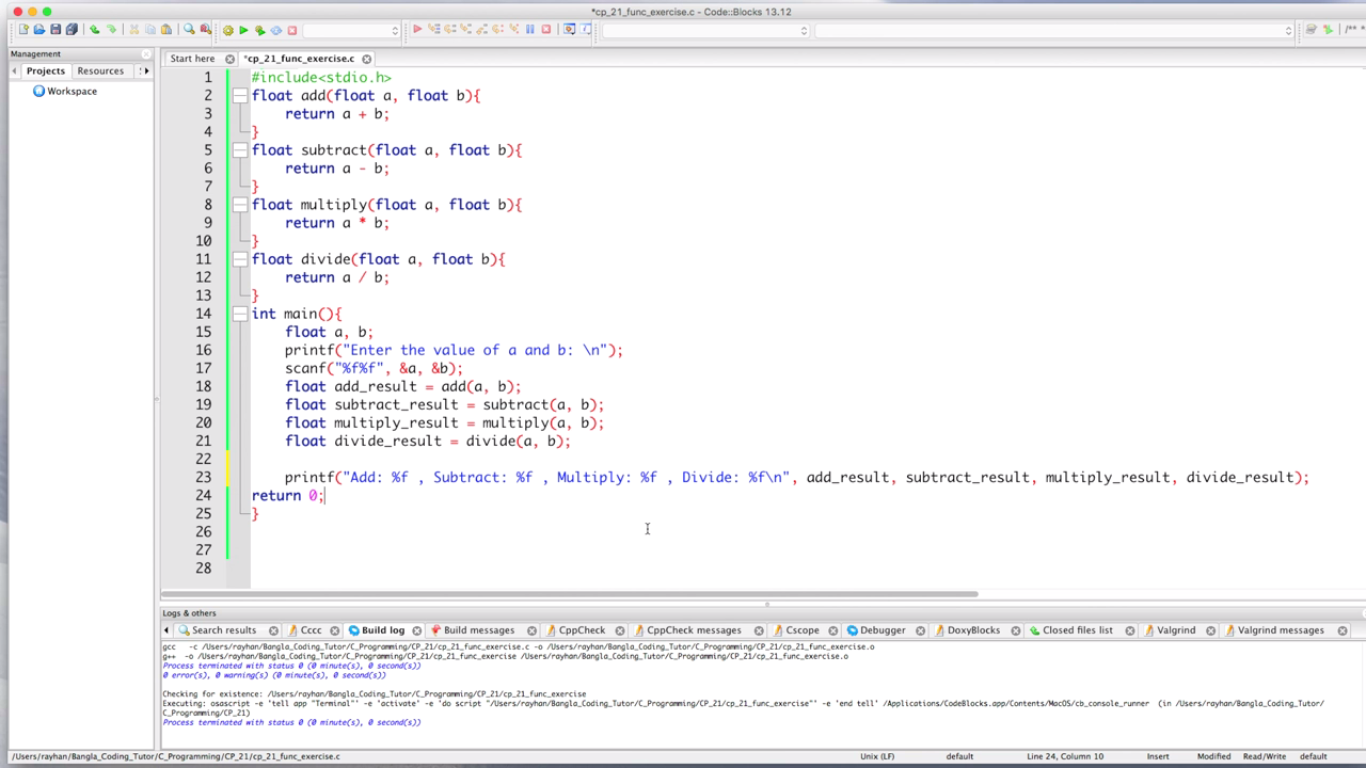 *cp_21_func_exercise.c - Code::Blocks 13.12
Management
Projects Resources
Workspace
Start here *cp_21_func_exercise.c
1 #include<stdio.h>
2 float add(float a, float b){
3 return a + b;
4 }
5 float subtract(float a, float b){
6 return a - b;
7 }
8 float multiply(float a, float b){
9 return a * b;
10 }
11 float divide(float a, float b){
12 return a / b;
13 }
14 int main(){
15 float a, b;
16 printf("Enter the value of a and b: \n");
17 scanf("%f%f", &a, &b);
18 float add_result = add(a, b);
19 float subtract_result = subtract(a, b);
20 float multiply_result = multiply(a, b);
21 float divide_result = divide(a, b);
22
23 printf("Add: %f , Subtract: %f , Multiply: %f , Divide: %f\n", add_result, subtract_result, multiply_result, divide_result);
24 return 0;
25 }
26
27
28
Logs & others
Search results Cccc Build log Build messages CppCheck CppCheck messages Cscope Debugger DoxyBlocks Closed files list Valgrind Valgrind messages
gcc -c /Users/rayhan/Bangla_Coding_Tutor/C_Programming/CP_21/cp_21_func_exercise.c -o /Users/rayhan/Bangla_Coding_Tutor/C_Programming/CP_21/cp_21_func_exercise.o
g++ -o /Users/rayhan/Bangla_Coding_Tutor/C_Programming/CP_21/cp_21_func_exercise /Users/rayhan/Bangla_Coding_Tutor/C_Programming/CP_21/cp_21_func_exercise.o
Process terminated with status 0 (0 minute(s), 0 second(s))
0 error(s), 0 warning(s) (0 minute(s), 0 second(s))
Checking for existence: /Users/rayhan/Bangla_Coding_Tutor/C_Programming/CP_21/cp_21_func_exercise
Executing: osascript -e 'tell app "Terminal"' -e 'activate' -e 'do script "/Users/rayhan/Bangla_Coding_Tutor/C_Programming/CP_21/cp_21_func_exercise"' -e 'end tell' /Applications/CodeBlocks.app/Contents/MacOS/cb_console_runner (in /Users/rayhan/Bangla_Coding_Tutor/
C_Programming/CP_21)
Process terminated with status 0 (0 minute(s), 0 second(s))
/Users/rayhan/Bangla_Coding_Tutor/C_Programming/CP_21/cp_21_func_exercise.c Unix (LF) default Line 24, Column 10 Insert Modified Read/Write default